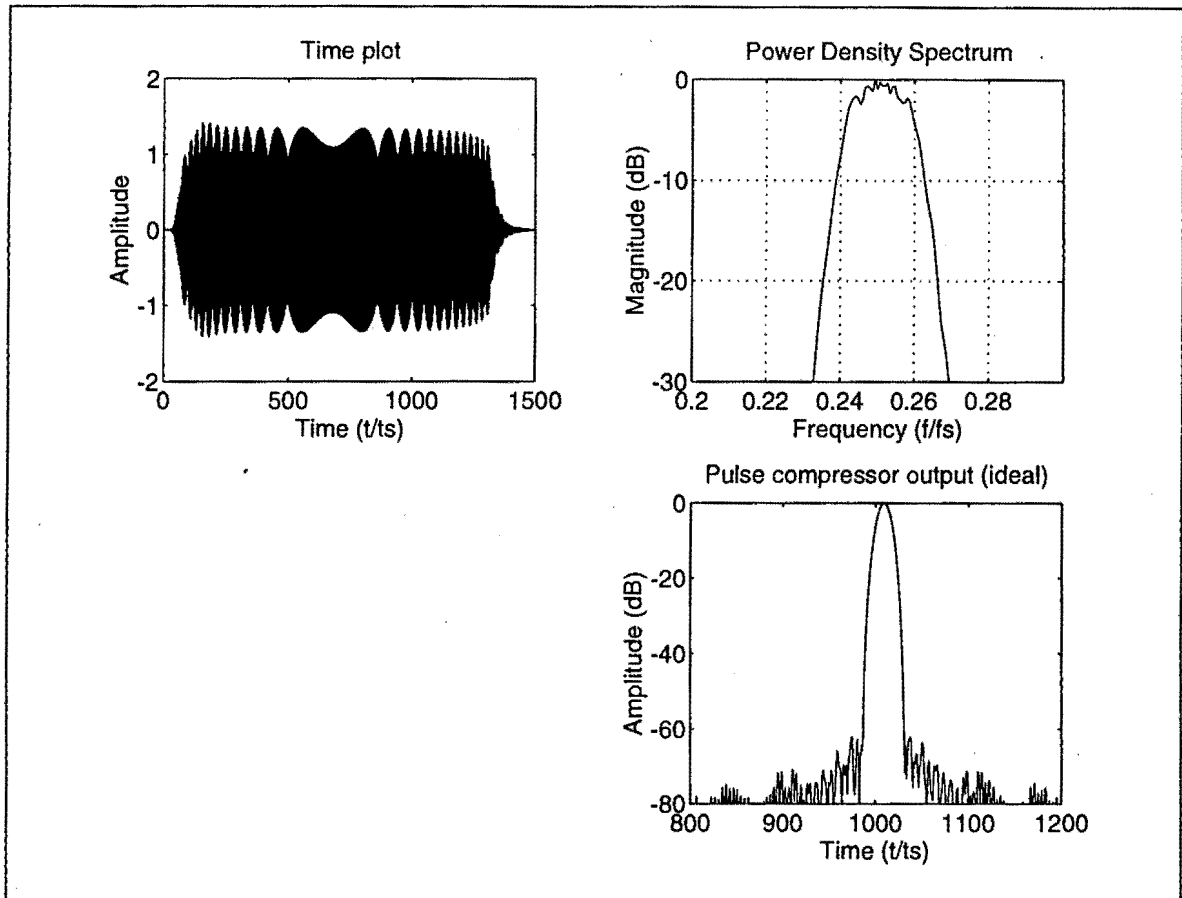 Time plot
2
1
0
-1
-2
Amplitude
0 500 1000 1500
Time (t/ts)
Power Density Spectrum
0
-10
-20
-30
Magnitude (dB)
0.2 0.22 0.24 0.26 0.28
Frequency (f/fs)
Pulse compressor output (ideal)
0
-20
-40
-60
-80
Amplitude (dB)
800 900 1000 1100 1200
Time (t/ts)